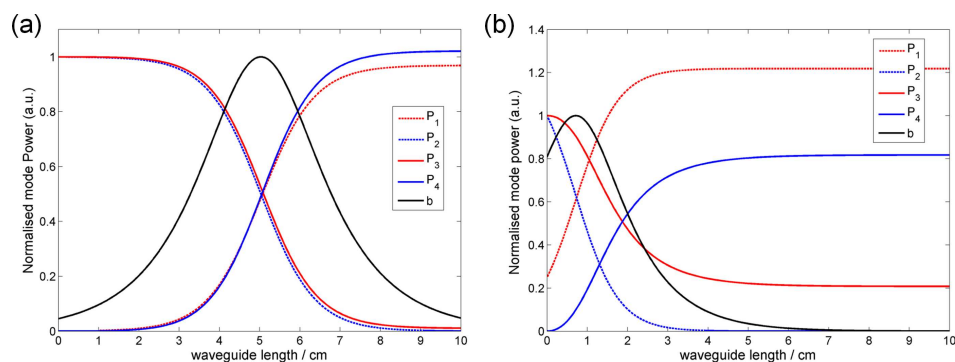 (a)
Normalised mode Power (a.u.)
1
0.8
0.6
0.4
0.2
0
0 1 2 3 4 5 6 7 8 9 10
waveguide length / cm
P1
P2
P3
P4
b
(b)
Normalised mode power (a.u.)
1.4
1.2
1
0.8
0.6
0.4
0.2
0
0 1 2 3 4 5 6 7 8 9 10
waveguide length / cm
P1
P2
P3
P4
b